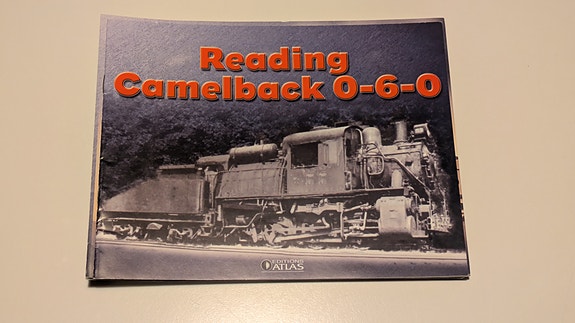 Reading
Camelback 0-6-0
EDITIONS
ATLAS